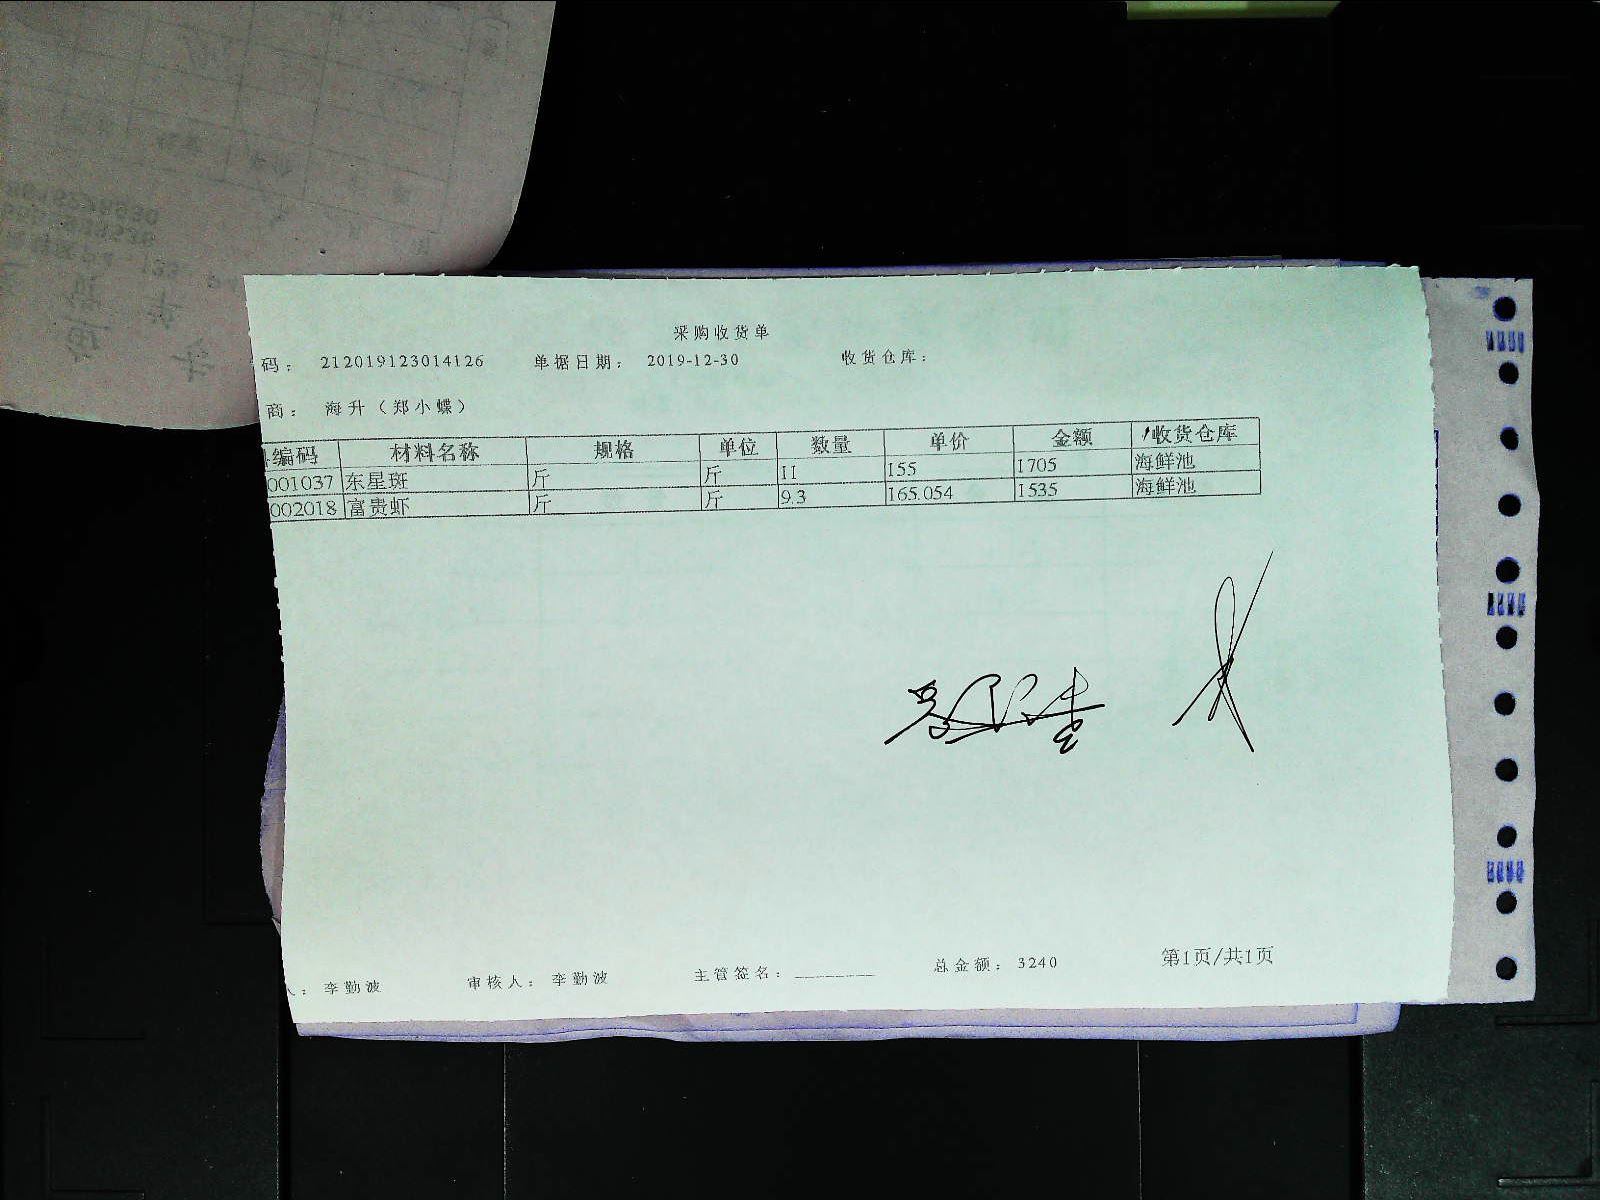 采购收货单
码： 212019123014126 单据日期： 2019-12-30 收货仓库：
商： 海升（郑小蝶）
编码 材料名称 规格 单位 数量 单价 金额 收货仓库
001037 东星斑 斤 斤 11 155 1705 海鲜池
002018 富贵虾 斤 斤 9.3 165.054 1535 海鲜池
人： 李勤波 审核人： 李勤波 主管签名：________ 总金额： 3240 第1页/共1页